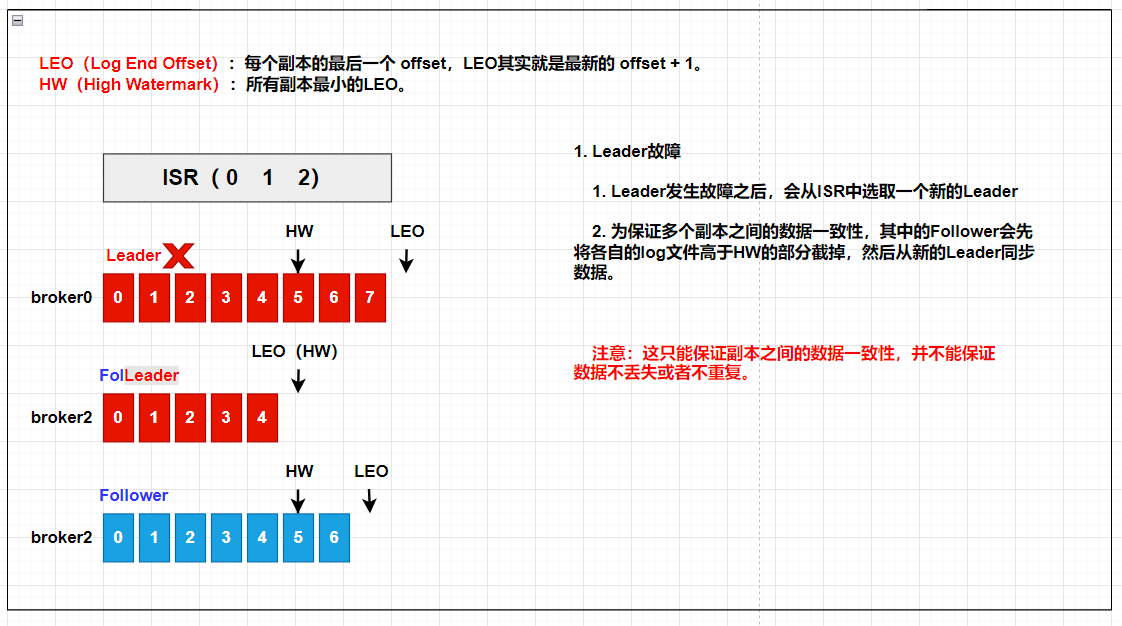 LEO（Log End Offset）：每个副本的最后一个 offset，LEO其实就是最新的 offset + 1。
HW（High Watermark）：所有副本最小的LEO。
ISR（0 1 2）
1. Leader故障
1. Leader发生故障之后，会从ISR中选取一个新的Leader
2. 为保证多个副本之间的数据一致性，其中的Follower会先
将各自的log文件高于HW的部分截掉，然后从新的Leader同步
数据。
注意：这只能保证副本之间的数据一致性，并不能保证
数据不丢失或者不重复。
HW LEO
Leader
broker0 0 1 2 3 4 5 6 7
LEO（HW）
FolLeader
broker2 0 1 2 3 4
HW LEO
Follower
broker2 0 1 2 3 4 5 6